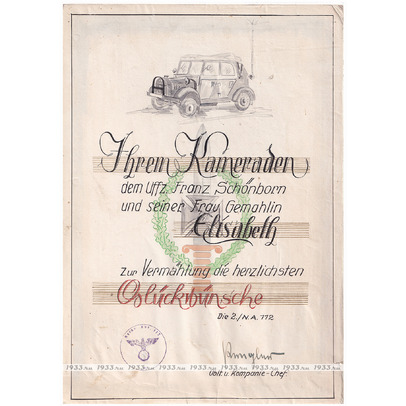 Ihrem Kameraden
dem Uffz. Franz Schönborn
und seiner Frau Gemahlin
Elisabeth
zur Vermählung die herzlichsten
Glückwünsche
Die 2./N.A. 172
Oblt. u. Kompanie-Chef.